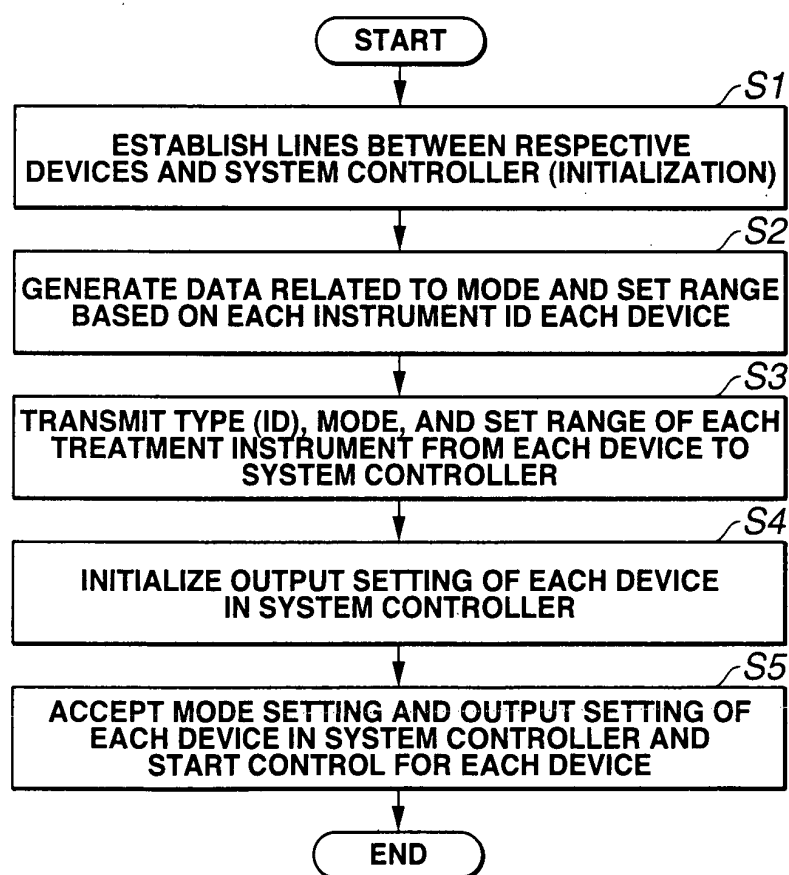 START
S1
ESTABLISH LINES BETWEEN RESPECTIVE
DEVICES AND SYSTEM CONTROLLER (INITIALIZATION)
S2
GENERATE DATA RELATED TO MODE AND SET RANGE
BASED ON EACH INSTRUMENT ID EACH DEVICE
S3
TRANSMIT TYPE (ID), MODE, AND SET RANGE OF EACH
TREATMENT INSTRUMENT FROM EACH DEVICE TO
SYSTEM CONTROLLER
S4
INITIALIZE OUTPUT SETTING OF EACH DEVICE
IN SYSTEM CONTROLLER
S5
ACCEPT MODE SETTING AND OUTPUT SETTING OF
EACH DEVICE IN SYSTEM CONTROLLER AND
START CONTROL FOR EACH DEVICE
END